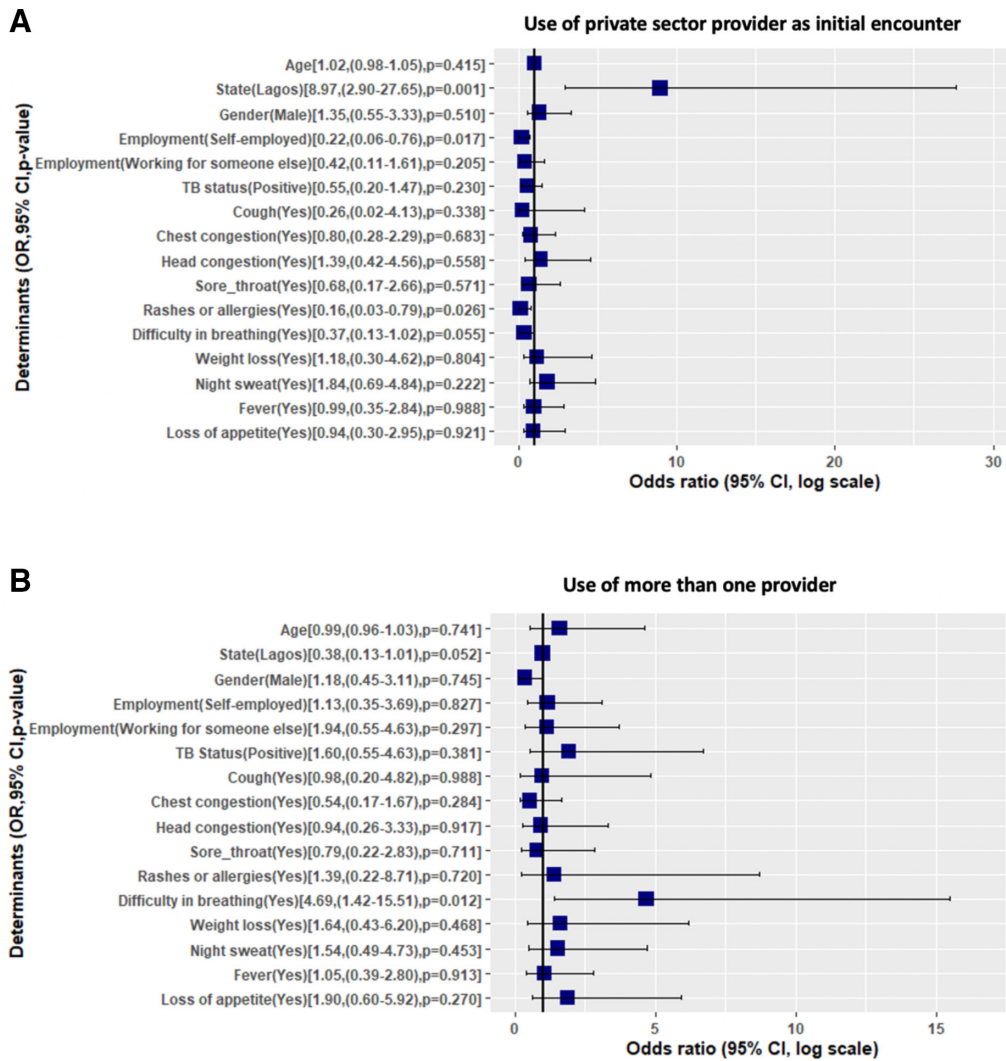 A
Use of private sector provider as initial encounter
Determinants (OR,95% CI,p-value)
Age[1.02,(0.98-1.05),p=0.415]
State(Lagos)[8.97,(2.90-27.65),p=0.001]
Gender(Male)[1.35,(0.55-3.33),p=0.510]
Employment(Self-employed)[0.22,(0.06-0.76),p=0.017]
Employment(Working for someone else)[0.42,(0.11-1.61),p=0.205]
TB status(Positive)[0.55,(0.20-1.47),p=0.230]
Cough(Yes)[0.26,(0.02-4.13),p=0.338]
Chest congestion(Yes)[0.80,(0.28-2.29),p=0.683]
Head congestion(Yes)[1.39,(0.42-4.56),p=0.558]
Sore_throat(Yes)[0.68,(0.17-2.66),p=0.571]
Rashes or allergies(Yes)[0.16,(0.03-0.79),p=0.026]
Difficulty in breathing(Yes)[0.37,(0.13-1.02),p=0.055]
Weight loss(Yes)[1.18,(0.30-4.62),p=0.804]
Night sweat(Yes)[1.84,(0.69-4.84),p=0.222]
Fever(Yes)[0.99,(0.35-2.84),p=0.988]
Loss of appetite(Yes)[0.94,(0.30-2.95),p=0.921]
0 10 20 30
Odds ratio (95% CI, log scale)
B
Use of more than one provider
Determinants (OR,95% CI,p-value)
Age[0.99,(0.96-1.03),p=0.741]
State(Lagos)[0.38,(0.13-1.01),p=0.052]
Gender(Male)[1.18,(0.45-3.11),p=0.745]
Employment(Self-employed)[1.13,(0.35-3.69),p=0.827]
Employment(Working for someone else)[1.94,(0.55-4.63),p=0.297]
TB Status(Positive)[1.60,(0.55-4.63),p=0.381]
Cough(Yes)[0.98,(0.20-4.82),p=0.988]
Chest congestion(Yes)[0.54,(0.17-1.67),p=0.284]
Head congestion(Yes)[0.94,(0.26-3.33),p=0.917]
Sore_throat(Yes)[0.79,(0.22-2.83),p=0.711]
Rashes or allergies(Yes)[1.39,(0.22-8.71),p=0.720]
Difficulty in breathing(Yes)[4.69,(1.42-15.51),p=0.012]
Weight loss(Yes)[1.64,(0.43-6.20),p=0.468]
Night sweat(Yes)[1.54,(0.49-4.73),p=0.453]
Fever(Yes)[1.05,(0.39-2.80),p=0.913]
Loss of appetite(Yes)[1.90,(0.60-5.92),p=0.270]
0 5 10 15
Odds ratio (95% CI, log scale)